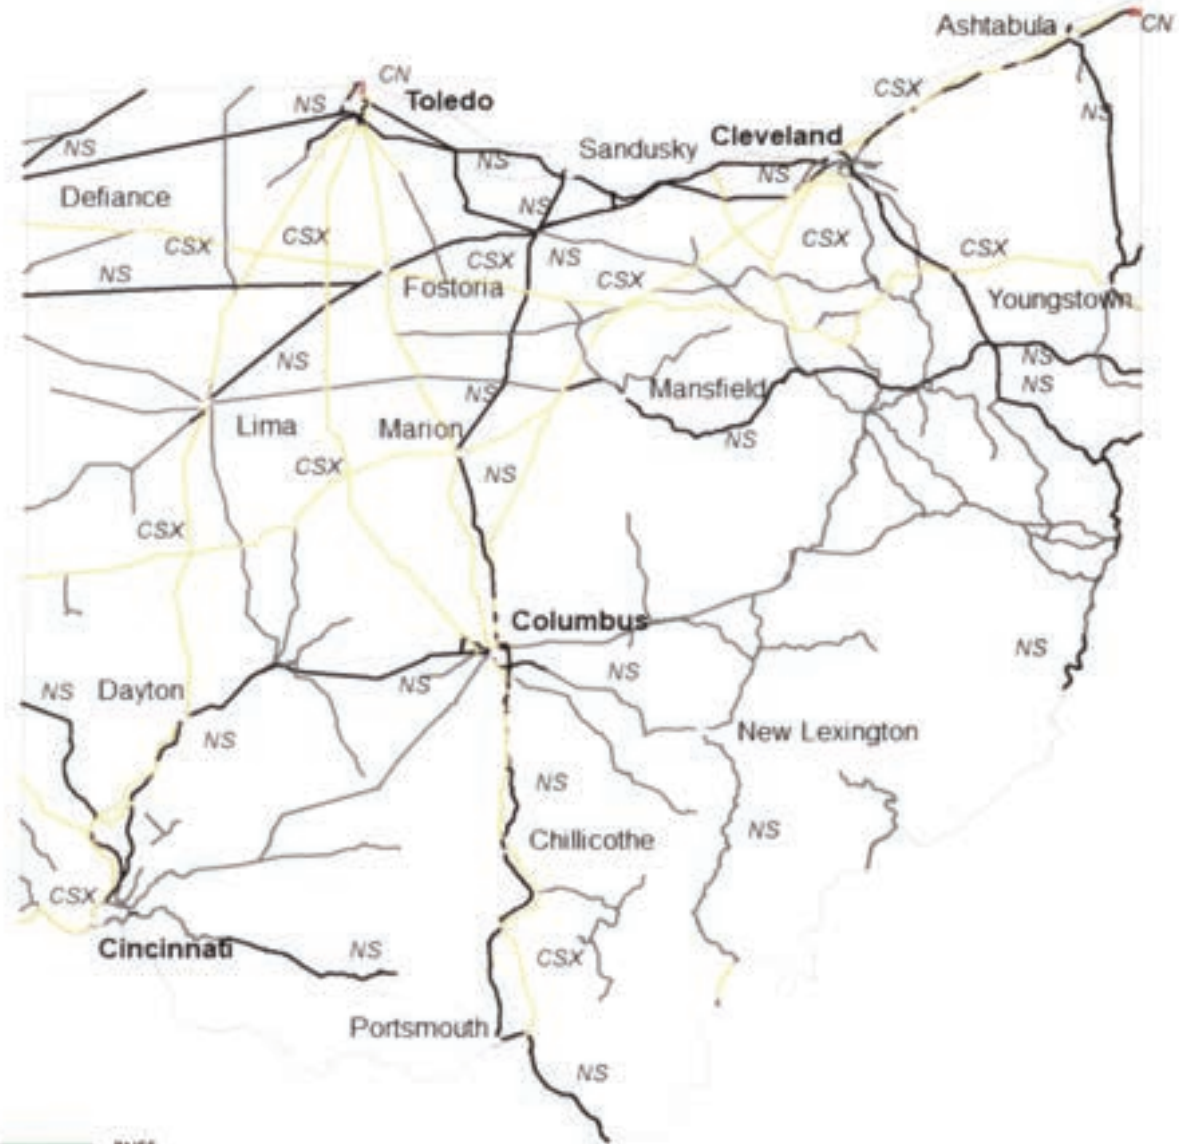 Ashtabula
CN
CN
NS
Toledo
CSX
NS
NS
Sandusky
Cleveland
NS
NS
Defiance
NS
CSX
CSX
CSX
CSX
NS
CSX
NS
CSX
Fostoria
Youngstown
NS
NS
NS
NS
Mansfield
Lima
Marion
NS
CSX
NS
CSX
Columbus
NS
NS
NS
NS
Dayton
NS
New Lexington
NS
NS
Chillicothe
CSX
Cincinnati
NS
CSX
Portsmouth
NS